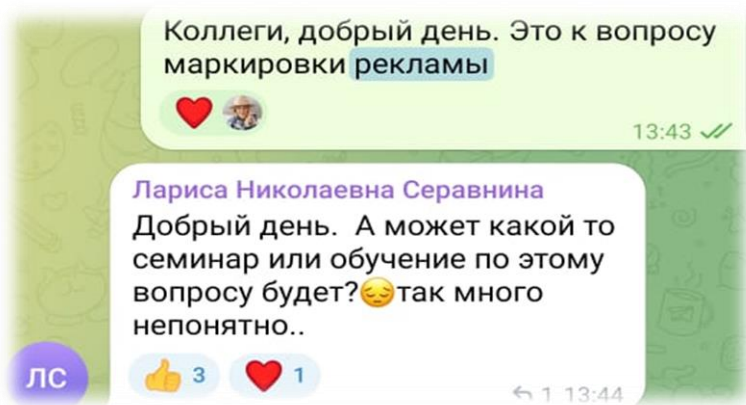 Коллеги, добрый день. Это к вопросу
маркировки рекламы
❤️
13:43
Лариса Николаевна Серавнина
Добрый день.  А может какой то
семинар или обучение по этому
вопросу будет?😔так много
непонятно..
ЛС
👍 3 ❤️ 1
1 13:44